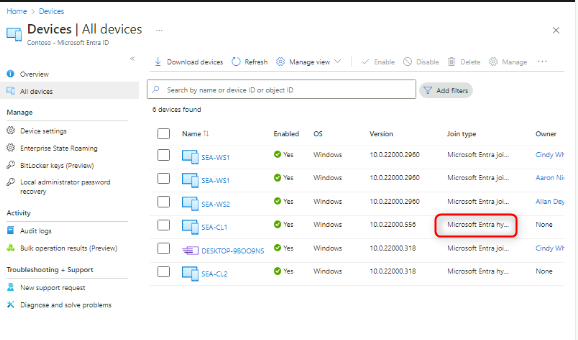 Home > Devices
Devices | All devices ...
Contoso - Microsoft Entra ID
Overview
All devices
Manage
Device settings
Enterprise State Roaming
BitLocker keys (Preview)
Local administrator password
recovery
Activity
Audit logs
Bulk operation results (Preview)
Troubleshooting + Support
New support request
Diagnose and solve problems
Download devices Refresh Manage view Enable Disable Delete Manage ...
Search by name or device ID or object ID Add filters
6 devices found
Name ↑↓ Enabled OS Version Join type Owner
SEA-WS1 Yes Windows 10.0.22000.2960 Microsoft Entra joi... Cindy Wh
SEA-WS1 Yes Windows 10.0.22000.2960 Microsoft Entra joi... Aaron Nic
SEA-WS2 Yes Windows 10.0.22000.2960 Microsoft Entra joi... Allan Dey
SEA-CL1 Yes Windows 10.0.22000.556 Microsoft Entra hy... None
DESKTOP-9BOO9NS Yes Windows 10.0.22000.318 Microsoft Entra joi... Cindy Wh
SEA-CL2 Yes Windows 10.0.22000.318 Microsoft Entra hy... None